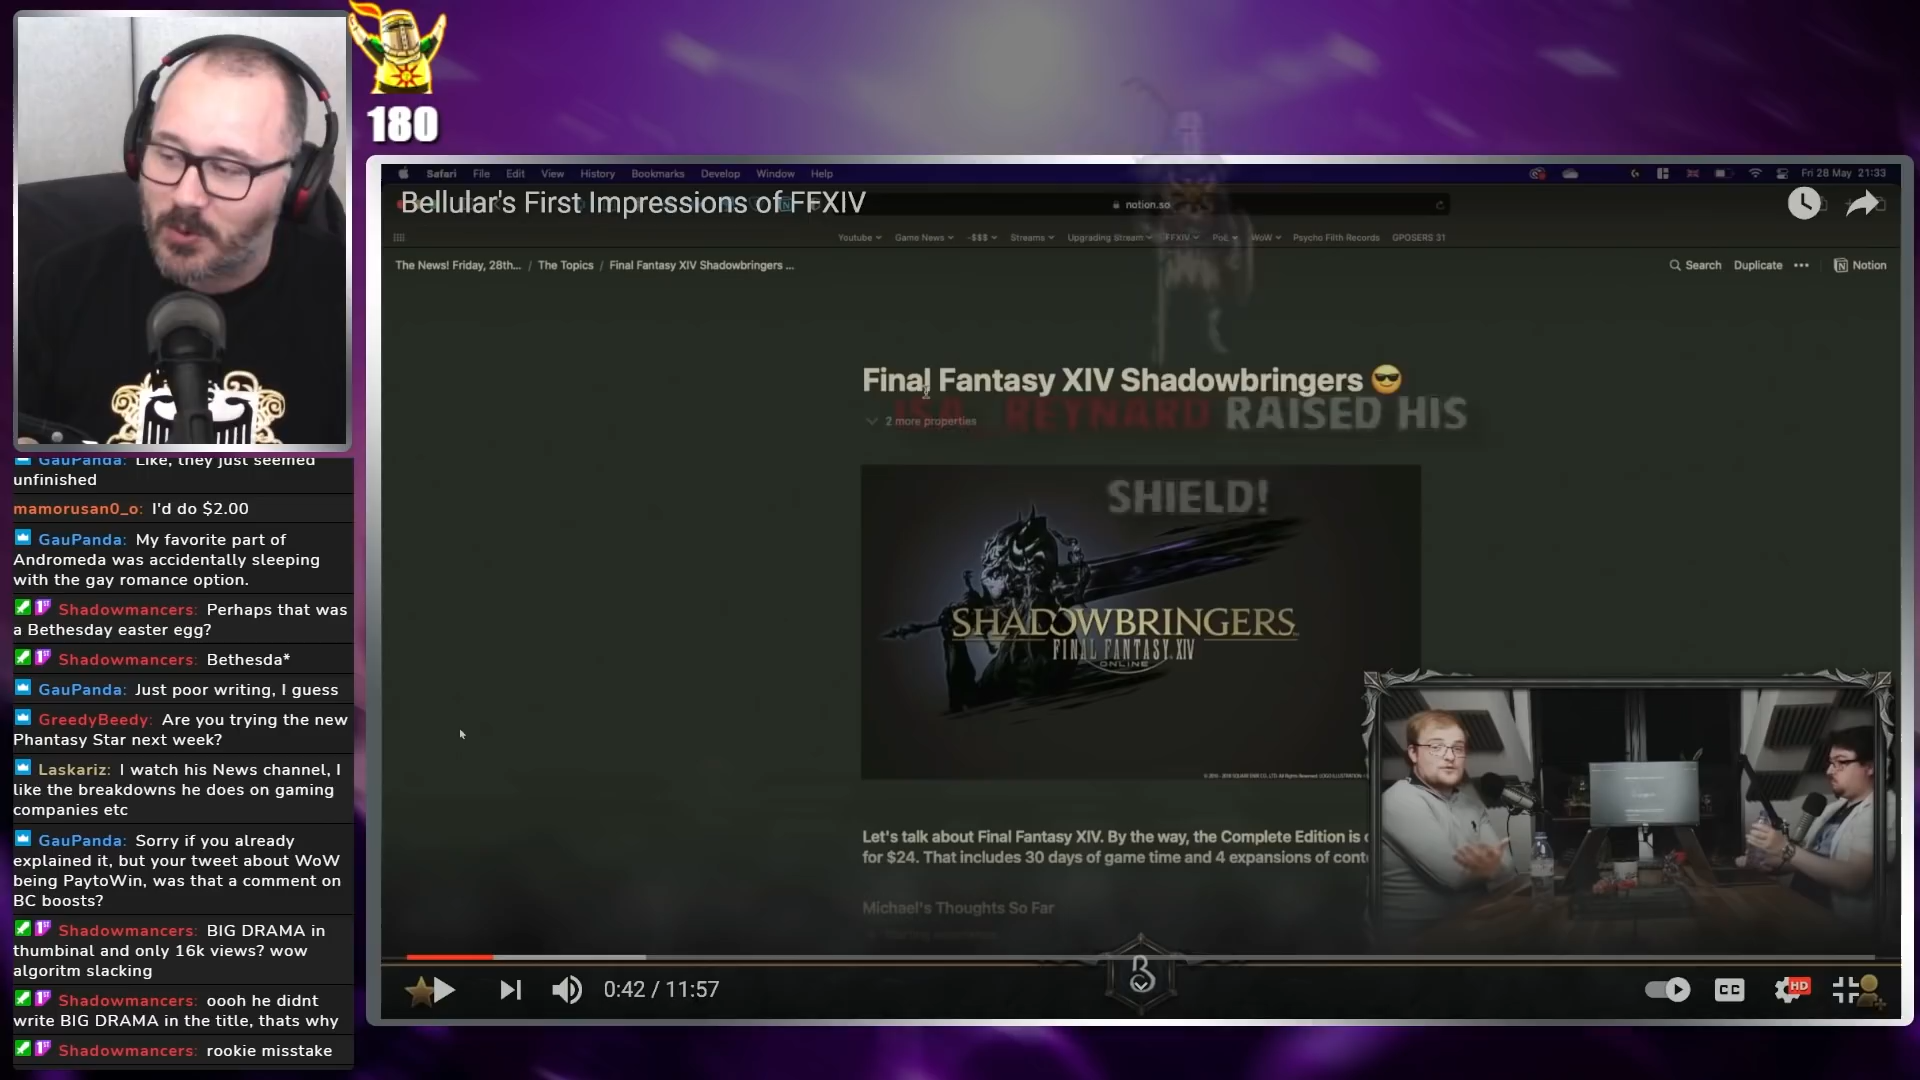 180
GauPanda: Like, they just seemed
unfinished
mamorusan0_o: I'd do $2.00
GauPanda: My favorite part of
Andromeda was accidentally sleeping
with the gay romance option.
Shadowmancers: Perhaps that was
a Bethesday easter egg?
Shadowmancers: Bethesda*
GauPanda: Just poor writing, I guess
GreedyBeedy: Are you trying the new
Phantasy Star next week?
Laskariz: I watch his News channel, I
like the breakdowns he does on gaming
companies etc
GauPanda: Sorry if you already
explained it, but your tweet about WoW
being PaytoWin, was that a comment on
BC boosts?
Shadowmancers: BIG DRAMA in
thumbinal and only 16k views? wow
algoritm slacking
Shadowmancers: oooh he didnt
write BIG DRAMA in the title, thats why
Shadowmancers: rookie misstake
Safari File Edit View History Bookmarks Develop Window Help Fri 28 May 21:33
Bellular's First Impressions of FFXIV
notion.so
Youtube Game News -$$$ Streams Upgrading Stream FFXIV PoE WoW Psycho Filth Records GPOSERS 31
The News! Friday, 28th... / The Topics / Final Fantasy XIV Shadowbringers ... Search Duplicate ••• Notion
Final Fantasy XIV Shadowbringers 😎
2 more properties
REYNARD RAISED HIS
SHIELD!
SHADOWBRINGERS
FINAL FANTASY XIV
ONLINE
Let's talk about Final Fantasy XIV. By the way, the Complete Edition is
for $24. That includes 30 days of game time and 4 expansions of cont
Michael's Thoughts So Far
0:42 / 11:57
CC
HD